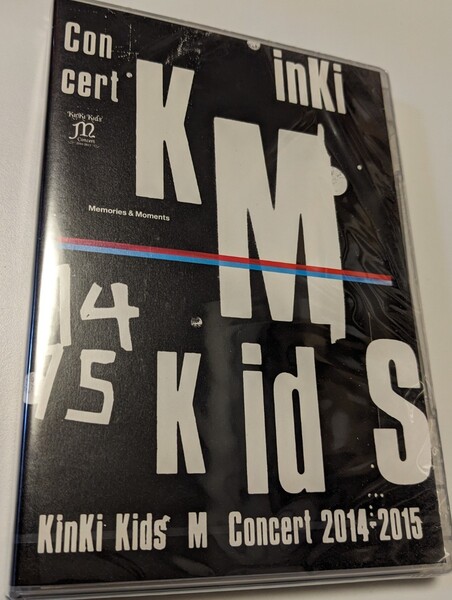 Con
cert
K inKi
KinKi Kids
M
Concert
Memories & Moments
M
14
15
K id S
KinKi Kids M Concert 2014-2015